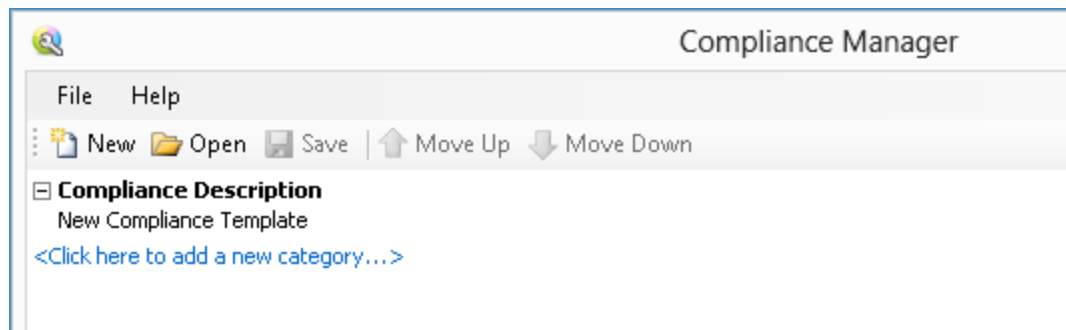 Compliance Manager
File Help
New Open Save Move Up Move Down
Compliance Description
New Compliance Template
<Click here to add a new category...>